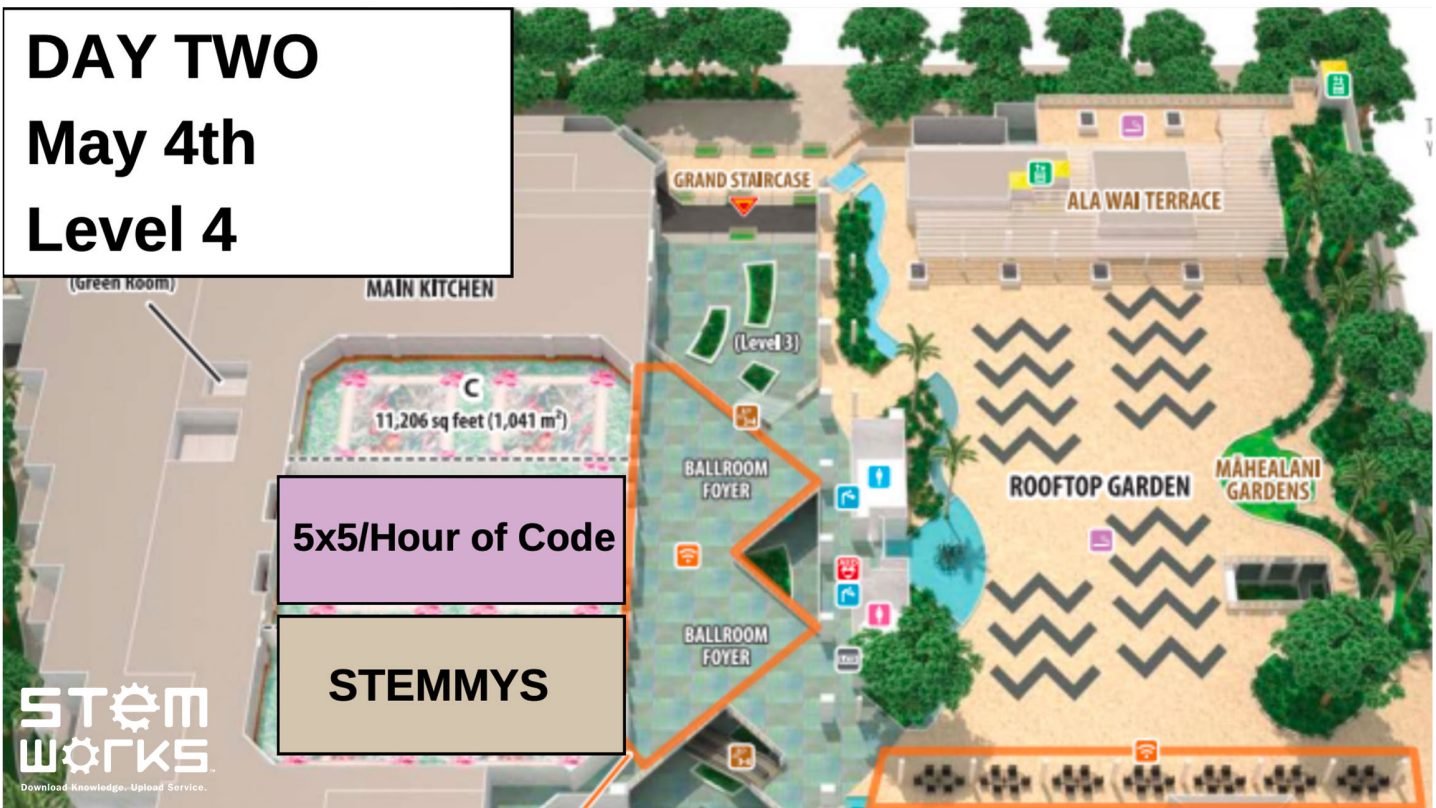 DAY TWO
May 4th
Level 4
(Green Room)
MAIN KITCHEN
GRAND STAIRCASE
ALA WAI TERRACE
(Level 3)
C
11,206 sq feet (1,041 m²)
BALLROOM
FOYER
ROOFTOP GARDEN
MĀHEALANI
GARDENS
5x5/Hour of Code
BALLROOM
FOYER
STEMMYS
STEM
WORKS
Download Knowledge. Upload Service.